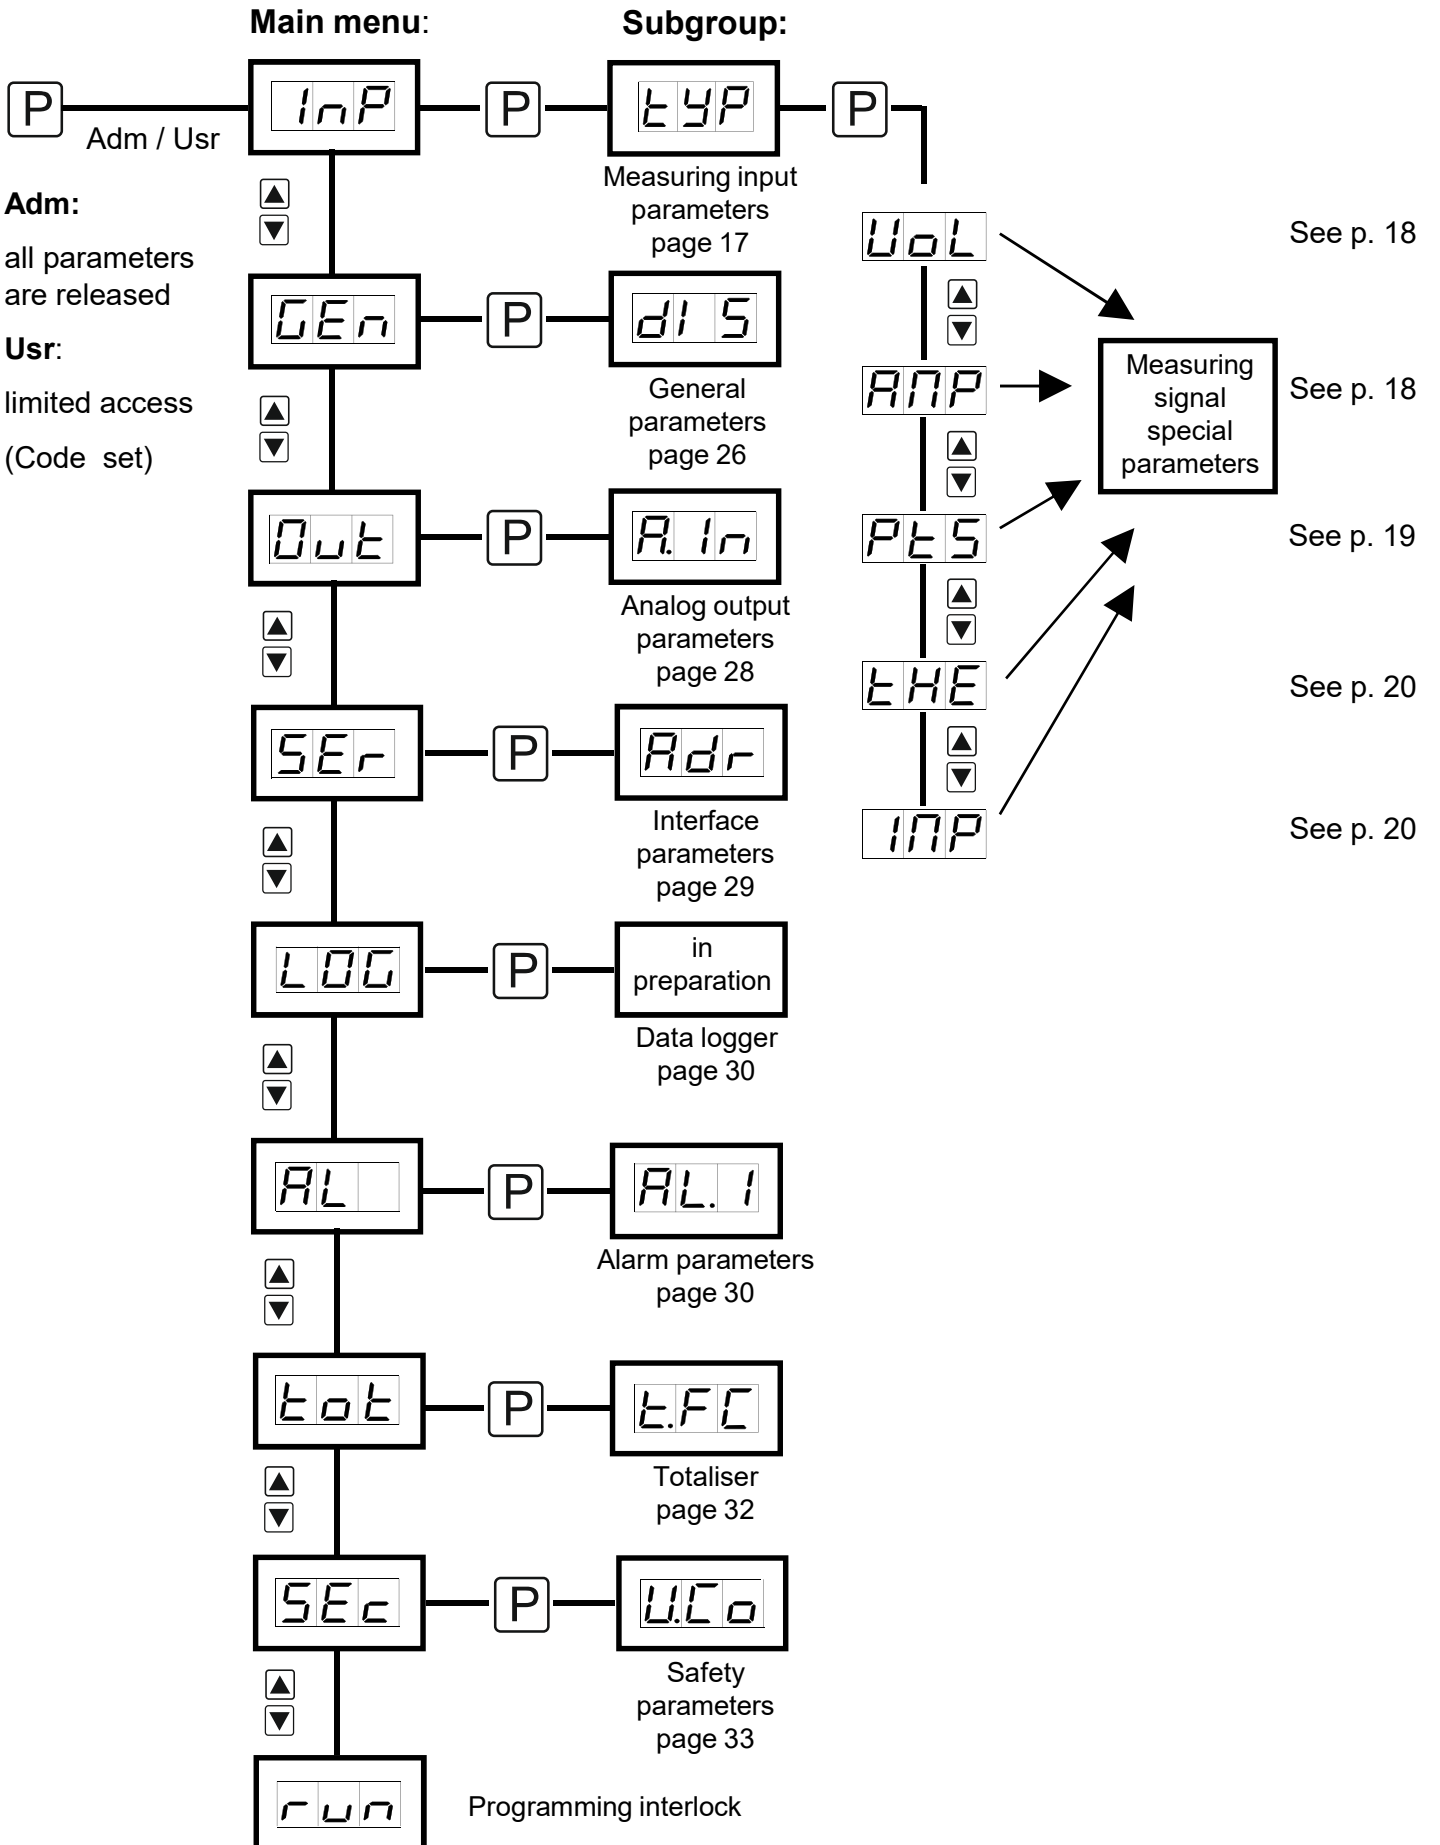 Main menu:
Subgroup:
P
Adm / Usr
InP
P
tYP
P
Measuring input
parameters
page 17
Adm:
all parameters
are released
Usr:
limited access
(Code set)
GEn
P
dIS
General
parameters
page 26
Out
P
A.In
Analog output
parameters
page 28
SEr
P
Adr
Interface
parameters
page 29
LOG
P
in
preparation
Data logger
page 30
AL
P
AL.1
Alarm parameters
page 30
tot
P
t.FC
Totaliser
page 32
SEc
P
U.Co
Safety
parameters
page 33
run
Programming interlock
UoL
See p. 18
AMP
See p. 18
PtS
See p. 19
tHE
See p. 20
IMP
See p. 20
Measuring
signal
special
parameters